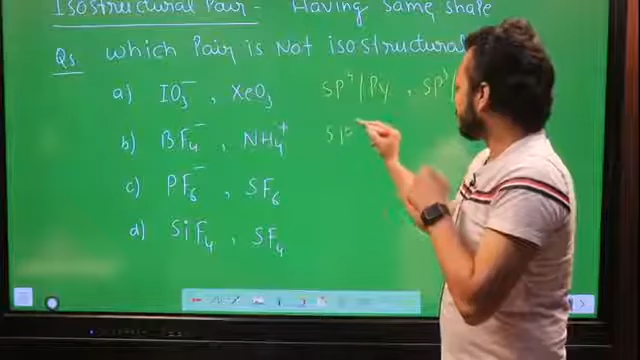 Isostructural Pair:- Having same shape
Qs which Pair is Not isostructural
a) IO₃⁻ , XeO₃ SP³/Py , SP³/
b) BF₄⁻ , NH₄⁺ SP
c) PF₆⁻ , SF₆
d) SiF₄ , SF₄